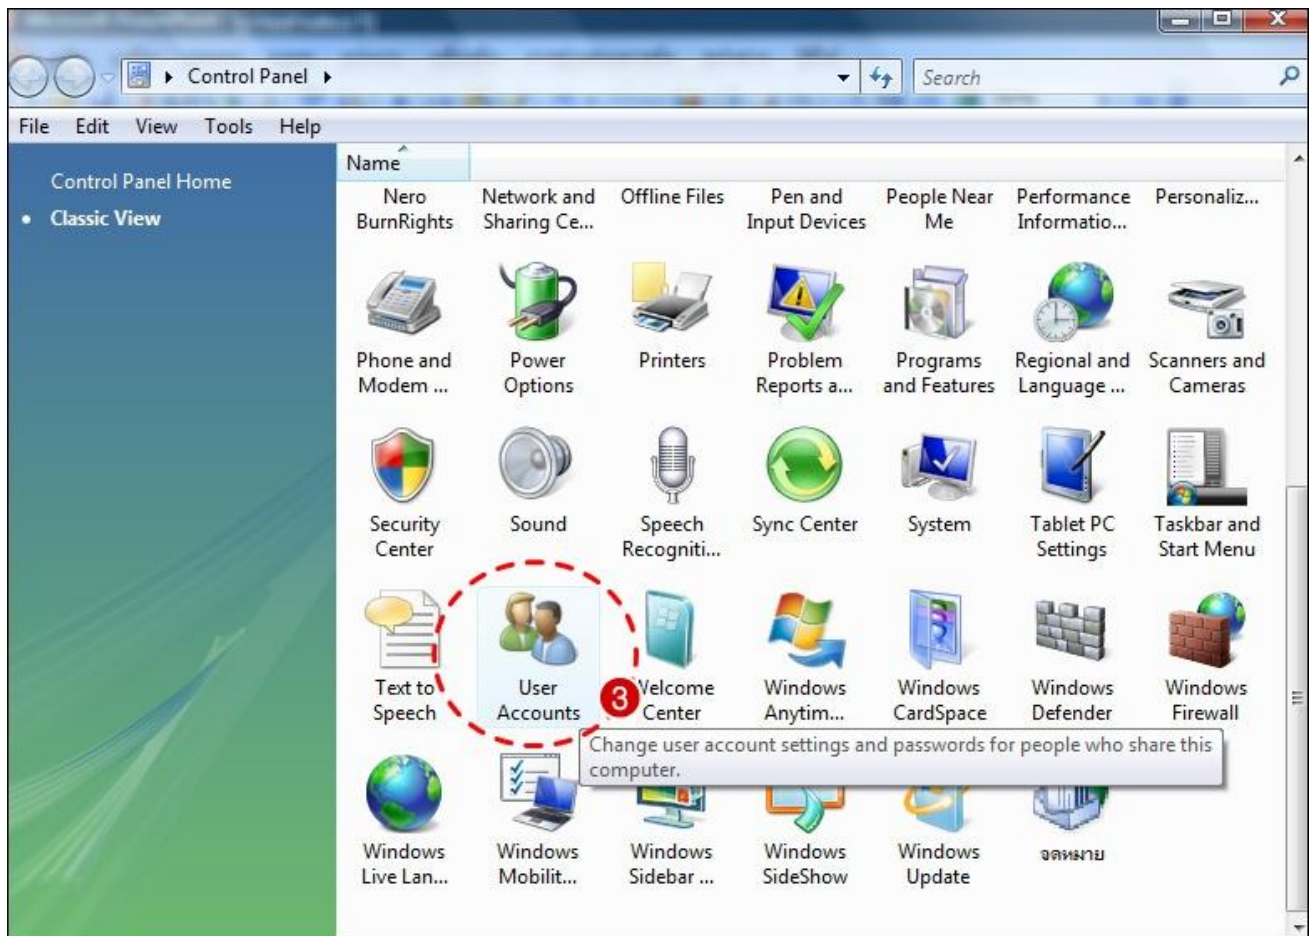 Control Panel
Search
File Edit View Tools Help
Control Panel Home
Classic View
Name
Nero BurnRights
Network and Sharing Ce...
Offline Files
Pen and Input Devices
People Near Me
Performance Informatio...
Personaliz...
Phone and Modem ...
Power Options
Printers
Problem Reports a...
Programs and Features
Regional and Language ...
Scanners and Cameras
Security Center
Sound
Speech Recogniti...
Sync Center
System
Tablet PC Settings
Taskbar and Start Menu
Text to Speech
User Accounts
3
Welcome Center
Windows Anytim...
Windows CardSpace
Windows Defender
Windows Firewall
Change user account settings and passwords for people who share this
computer.
Windows Live Lan...
Windows Mobilit...
Windows Sidebar ...
Windows SideShow
Windows Update
จดหมาย